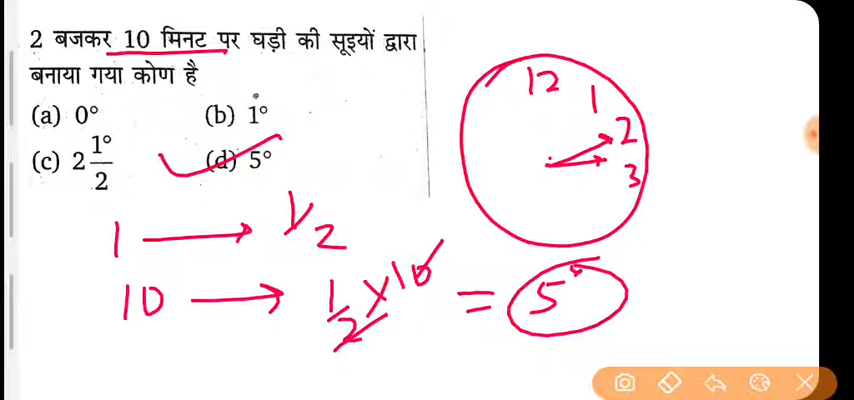 2 बजकर 10 मिनट पर घड़ी की सूइयों द्वारा
बनाया गया कोण है
(a) 0° (b) 1°
(c) 2 1°/2 (d) 5°
12
1
2
3
1 → 1/2
10 → 1/2 × 10 = 5°